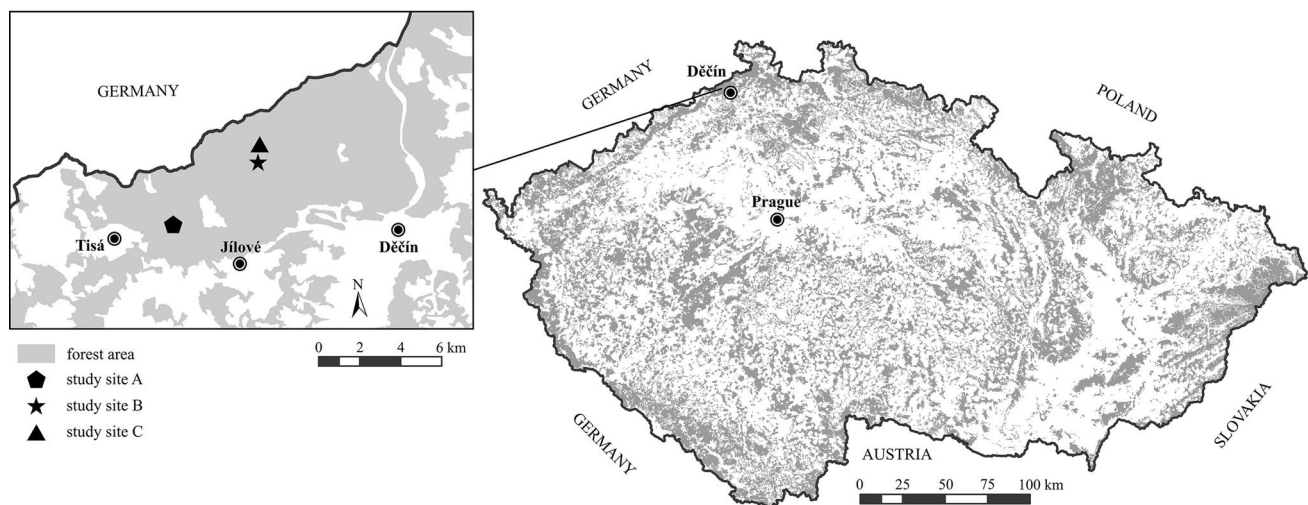 GERMANY
N
Tisá
Jílové
Děčín
0 2 4 6 km
forest area
study site A
study site B
study site C
GERMANY
Děčín
POLAND
Prague
GERMANY
AUSTRIA
SLOVAKIA
0 25 50 75 100 km